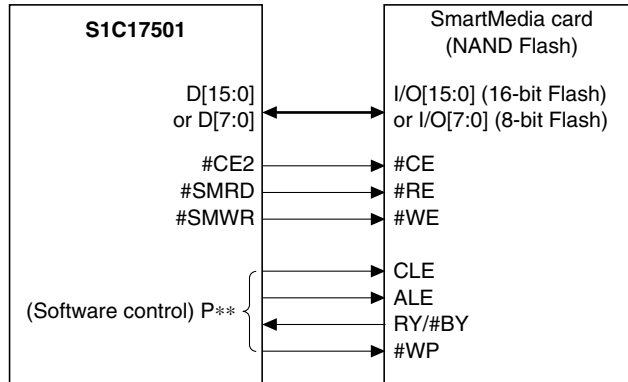 S1C17501
SmartMedia card
(NAND Flash)
D[15:0]
or D[7:0]
I/O[15:0] (16-bit Flash)
or I/O[7:0] (8-bit Flash)
#CE2
#CE
#SMRD
#RE
#SMWR
#WE
CLE
ALE
(Software control) P**
RY/#BY
#WP